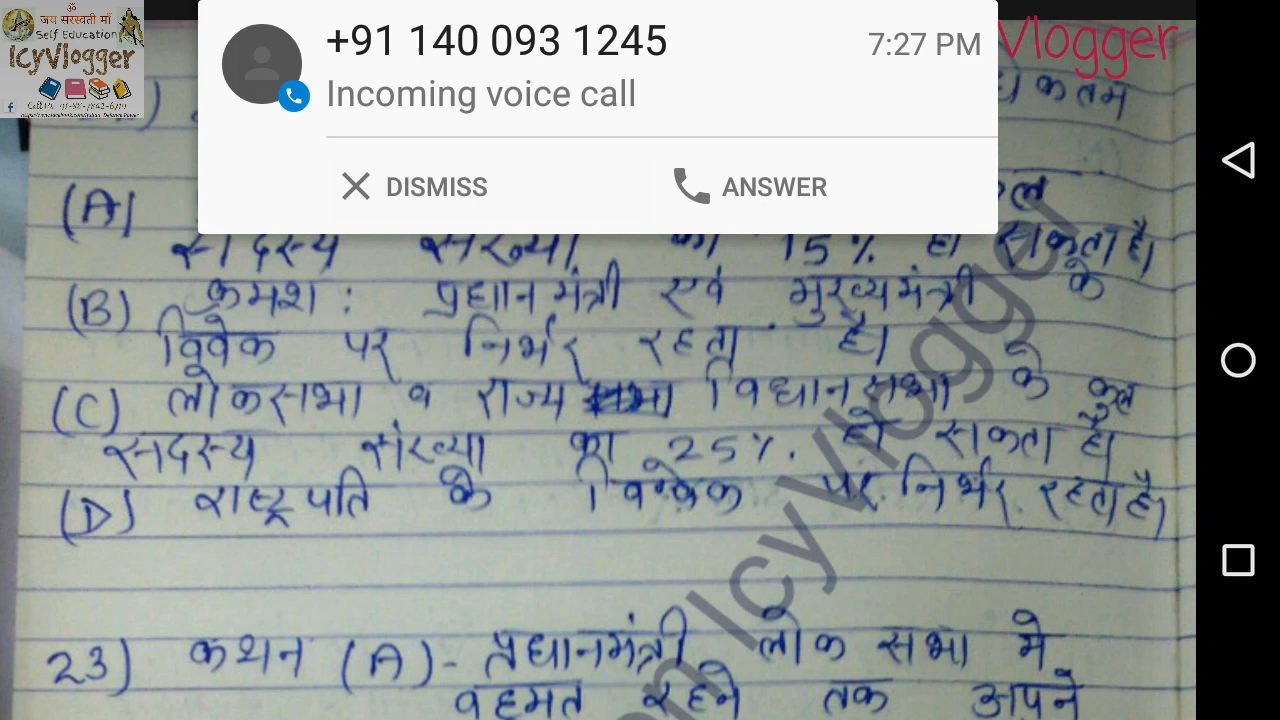 ॐ
जय सरस्वती माँ
Self Education
IcyVlogger
+91 140 093 1245
7:27 PM
Incoming voice call
DISMISS
ANSWER
Vlogger
(A)
सदस्य संख्या का 15% हो सकता है।
(B) क्रमश: प्रधानमंत्री एवं मुख्यमंत्री के
विवेक पर निर्भर रहता है।
(C) लोकसभा व राज्य विधानसभा के कुल
सदस्य संख्या का 25%. हो सकता है।
(D) राष्ट्रपति के विवेक पर निर्भर रहता है।
IcyVlogger
23) कथन (A)- प्रधानमंत्री लोक सभा मे
वहमत रहने तक अपने